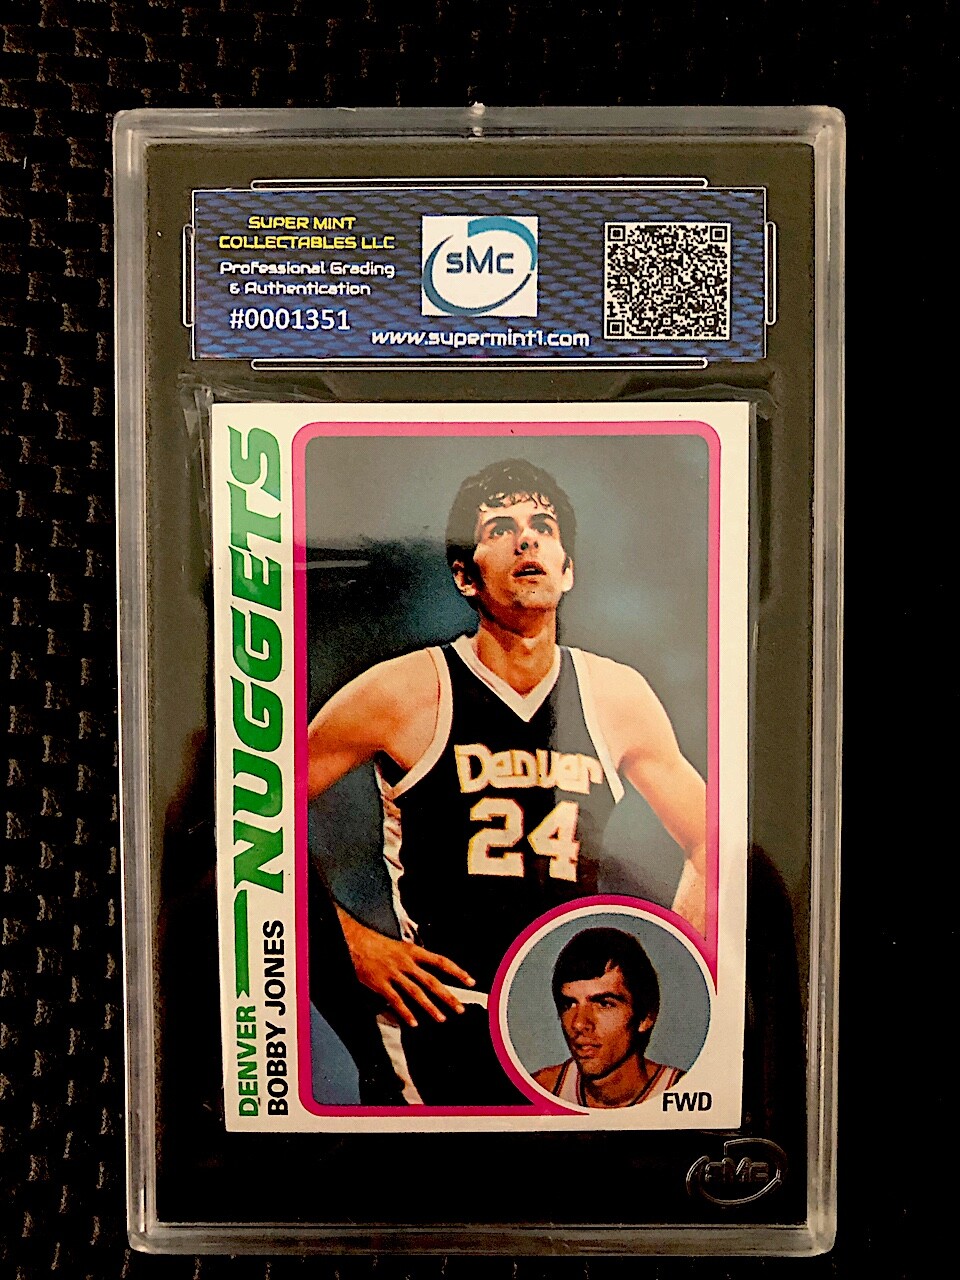 SUPER MINT
COLLECTABLES LLC
Professional Grading
& Authentication
#0001351
sMc
www.supermint1.com
DENVER
NUGGETS
BOBBY JONES
Denver
24
FWD
sMc